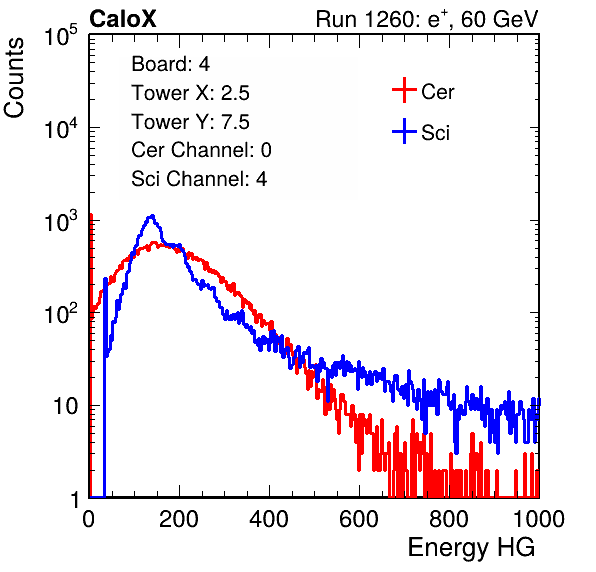 CaloX Run 1260: e⁺, 60 GeV
Board: 4
Tower X: 2.5
Tower Y: 7.5
Cer Channel: 0
Sci Channel: 4
Cer
Sci
Counts
10⁵
10⁴
10³
10²
10
1
0 200 400 600 800 1000
Energy HG